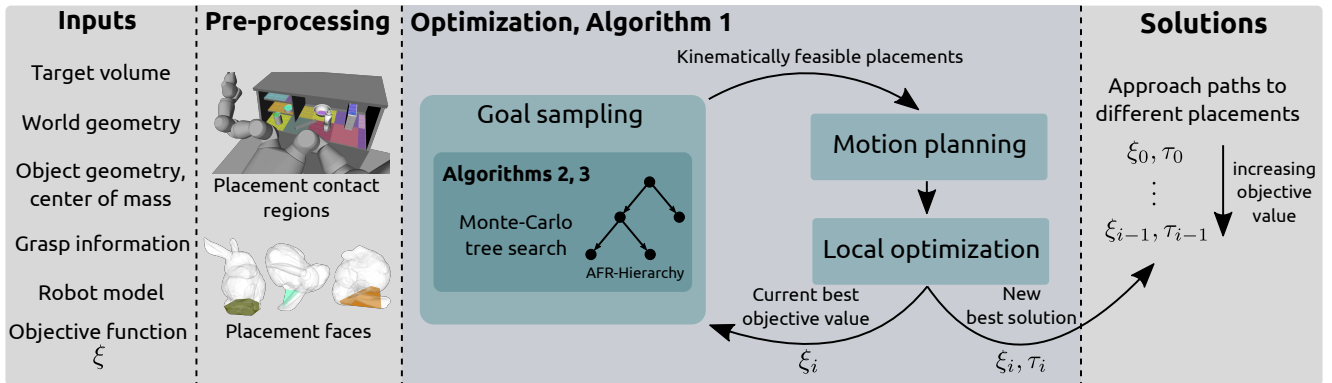 Inputs
Target volume
World geometry
Object geometry,
center of mass
Grasp information
Robot model
Objective function
ξ
Pre-processing
Placement contact
regions
Placement faces
Optimization, Algorithm 1
Goal sampling
Algorithms 2, 3
Monte-Carlo
tree search
AFR-Hierarchy
Kinematically feasible placements
Motion planning
Local optimization
Current best
objective value
ξᵢ
New
best solution
ξᵢ, τᵢ
Solutions
Approach paths to
different placements
ξ₀, τ₀
⋮
ξᵢ₋₁, τᵢ₋₁
increasing
objective
value